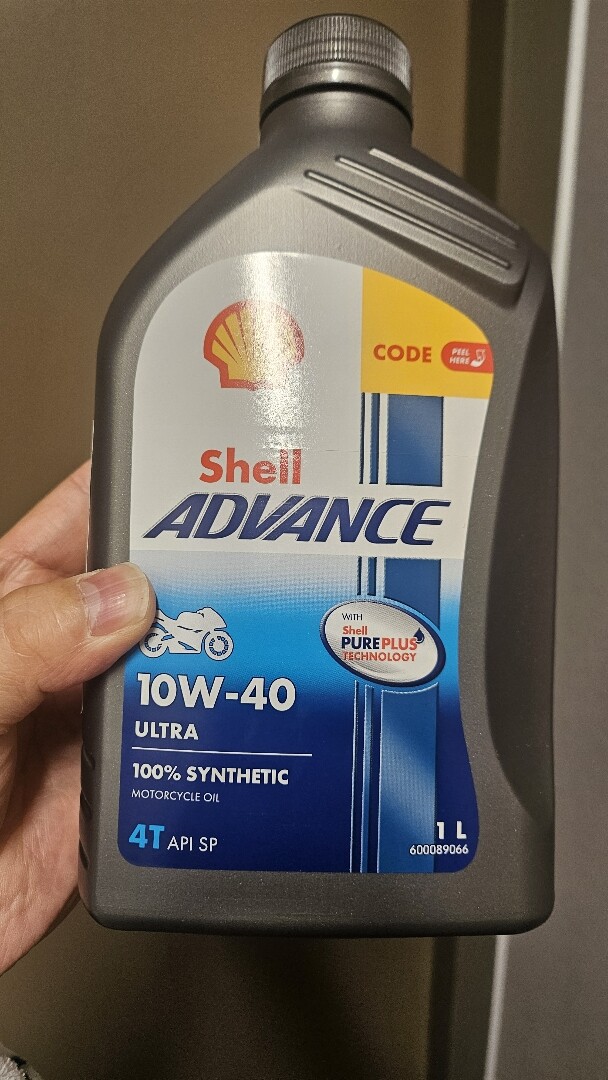 CODE
PEEL
HERE
Shell
ADVANCE
WITH
Shell
PUREPLUS
TECHNOLOGY
10W-40
ULTRA
100% SYNTHETIC
MOTORCYCLE OIL
4T API SP
1 L
600089066